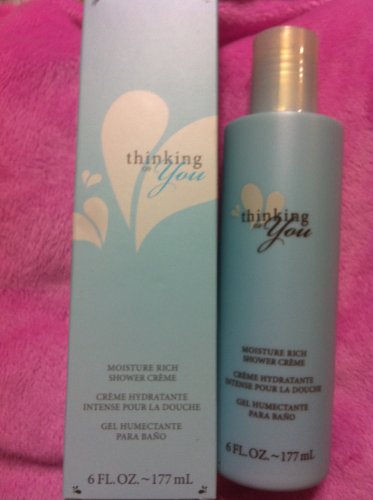 thinking
of
You
MOISTURE RICH
SHOWER CRÈME
CRÈME HYDRATANTE
INTENSE POUR LA DOUCHE
GEL HUMECTANTE
PARA BAÑO
6 FL. OZ. ~ 177 mL
thinking
of
You
MOISTURE RICH
SHOWER CRÈME
CRÈME HYDRATANTE
INTENSE POUR LA DOUCHE
GEL HUMECTANTE
PARA BAÑO
6 FL. OZ. ~ 177 mL